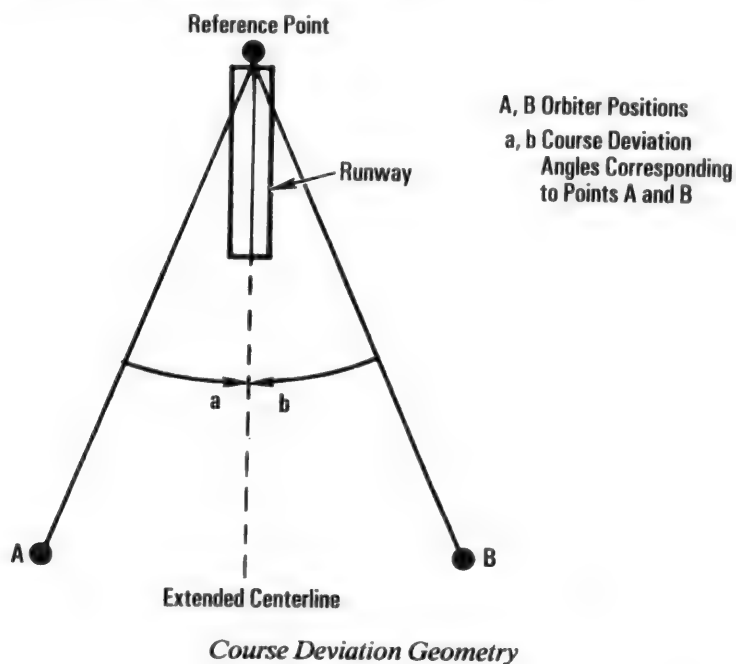 Reference Point
A, B Orbiter Positions
a, b Course Deviation
Angles Corresponding
to Points A and B
Runway
a
b
A
B
Extended Centerline
Course Deviation Geometry